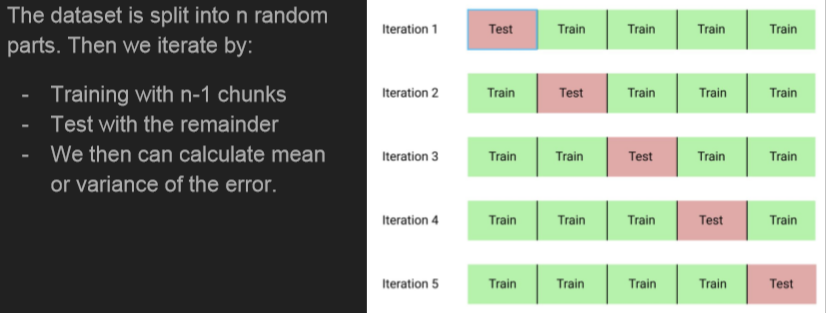 The dataset is split into n random
parts. Then we iterate by:
- Training with n-1 chunks
- Test with the remainder
- We then can calculate mean
or variance of the error.
Iteration 1 Test Train Train Train Train
Iteration 2 Train Test Train Train Train
Iteration 3 Train Train Test Train Train
Iteration 4 Train Train Train Test Train
Iteration 5 Train Train Train Train Test